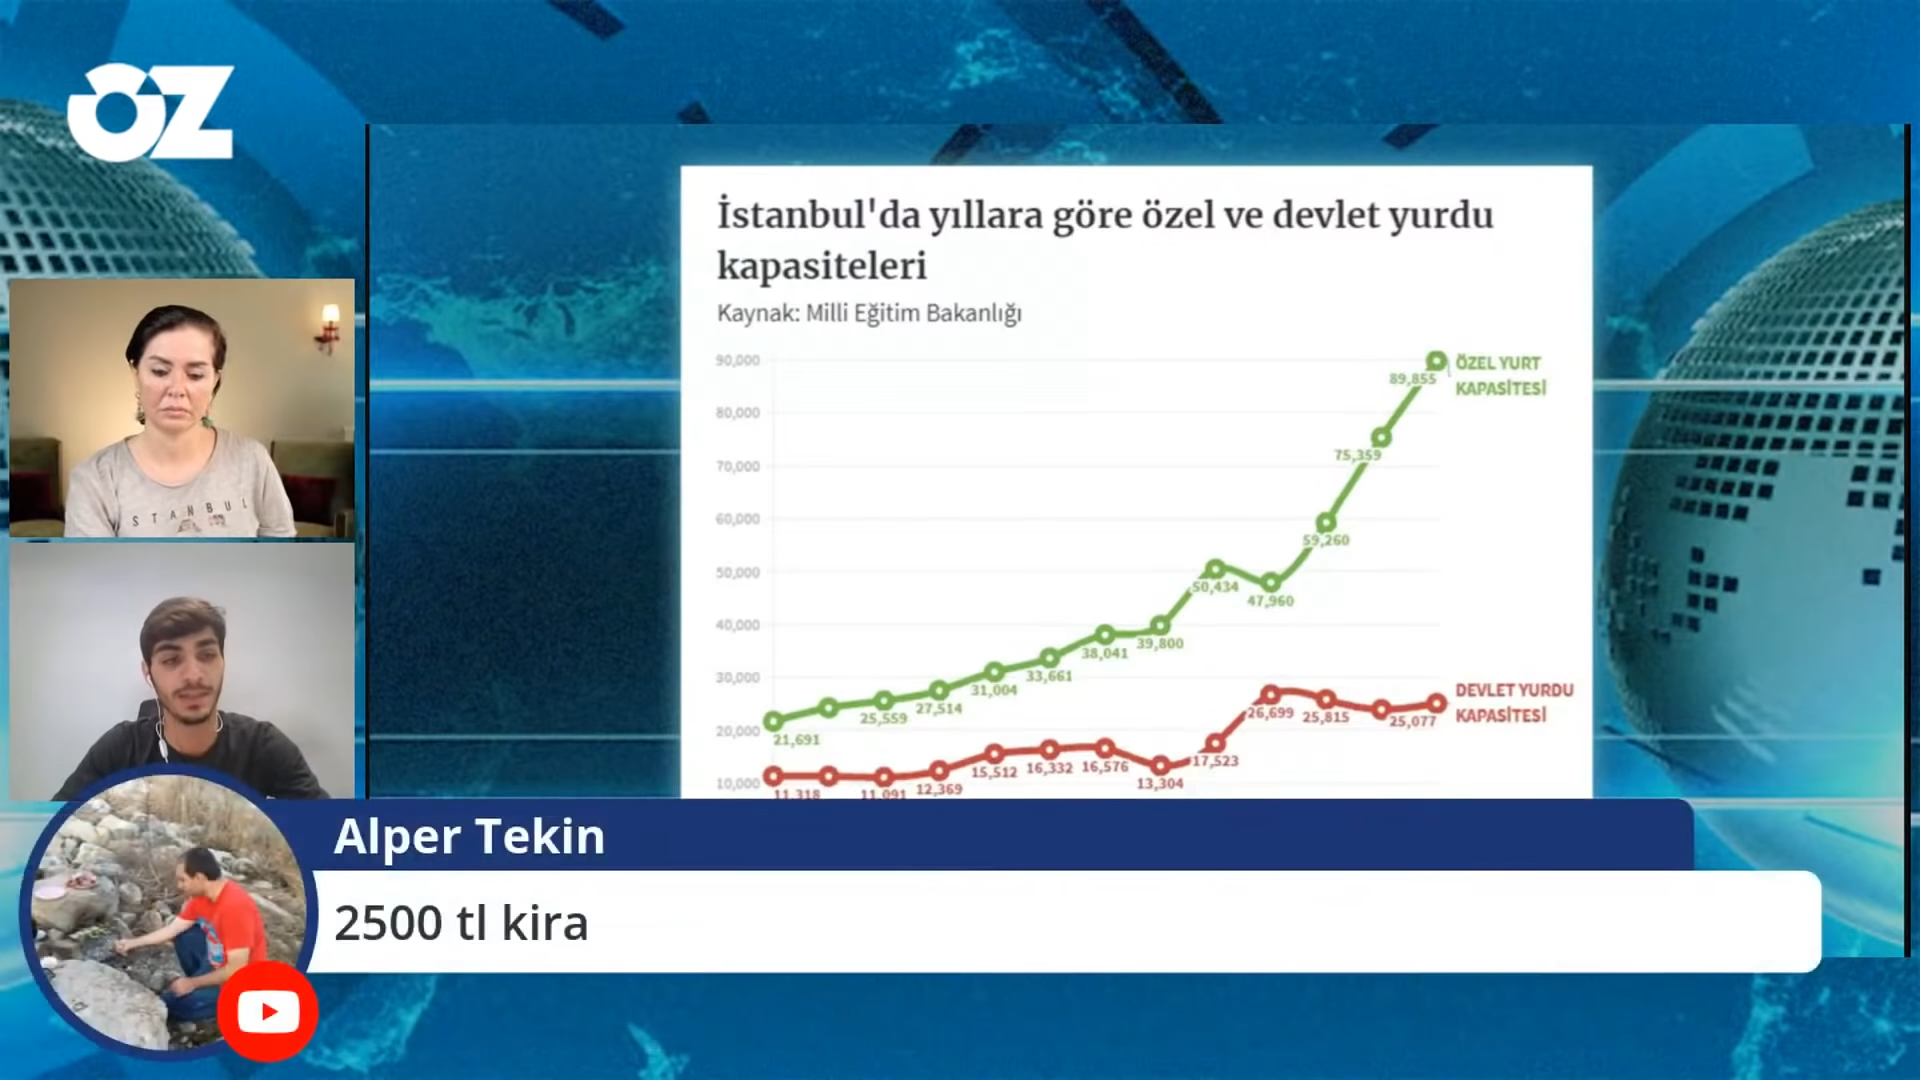 ÖZ
İstanbul'da yıllara göre özel ve devlet yurdu
kapasiteleri
Kaynak: Milli Eğitim Bakanlığı
90,000
80,000
70,000
60,000
50,000
40,000
30,000
20,000
10,000
ÖZEL YURT
KAPASİTESİ
89,855
75,359
59,260
50,434
47,960
39,800
38,041
33,661
31,004
27,514
25,559
21,691
DEVLET YURDU
KAPASİTESİ
11,318
11,091
12,369
15,512
16,332
16,576
13,304
17,523
26,699
25,815
25,077
STANBUL
Alper Tekin
2500 tl kira